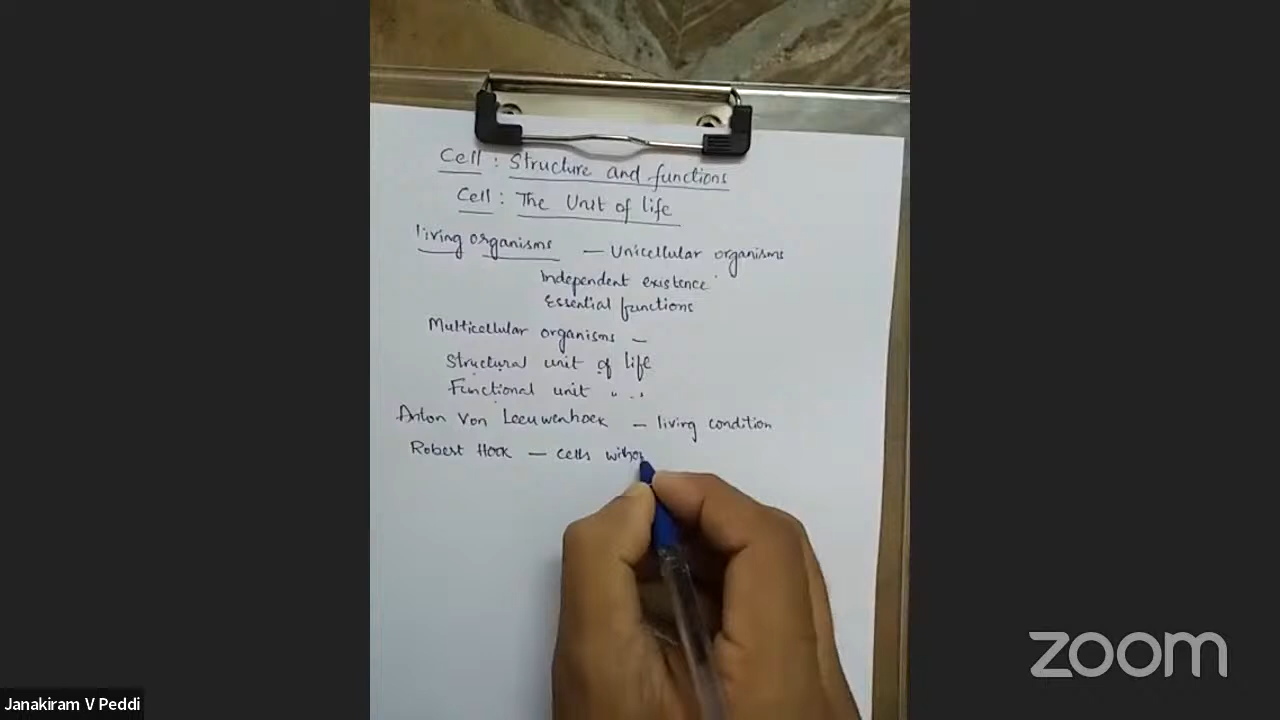 Cell : Structure and functions
Cell : The Unit of life
living organisms — Unicellular organisms
Independent existence
Essential functions
Multicellular organisms —
Structural unit of life
Functional unit " "
Anton Von Leeuwenhoek — living condition
Robert Hook — cells witho
Janakiram V Peddi
zoom